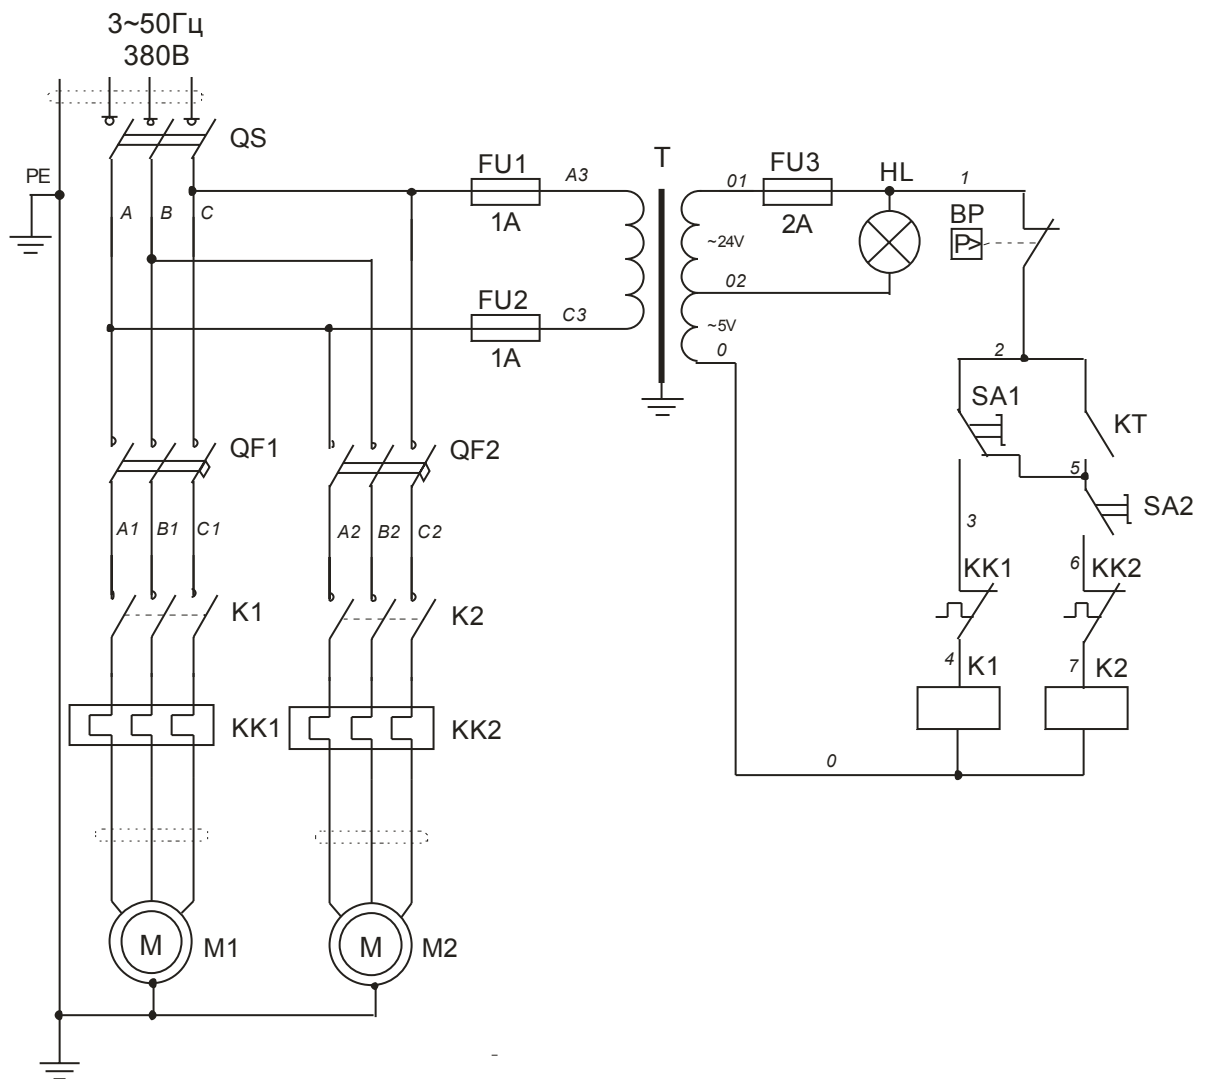 3~50Гц
380В
QS
PE
A
B
C
FU1
A3
1A
FU2
C3
1A
T
01
FU3
HL
1
2A
~24V
BP
P>
02
~5V
0
2
SA1
KT
5
SA2
QF1
QF2
A1
B1
C1
A2
B2
C2
3
6
KK1
KK2
K1
K2
4
K1
7
K2
KK1
KK2
0
M
M1
M
M2